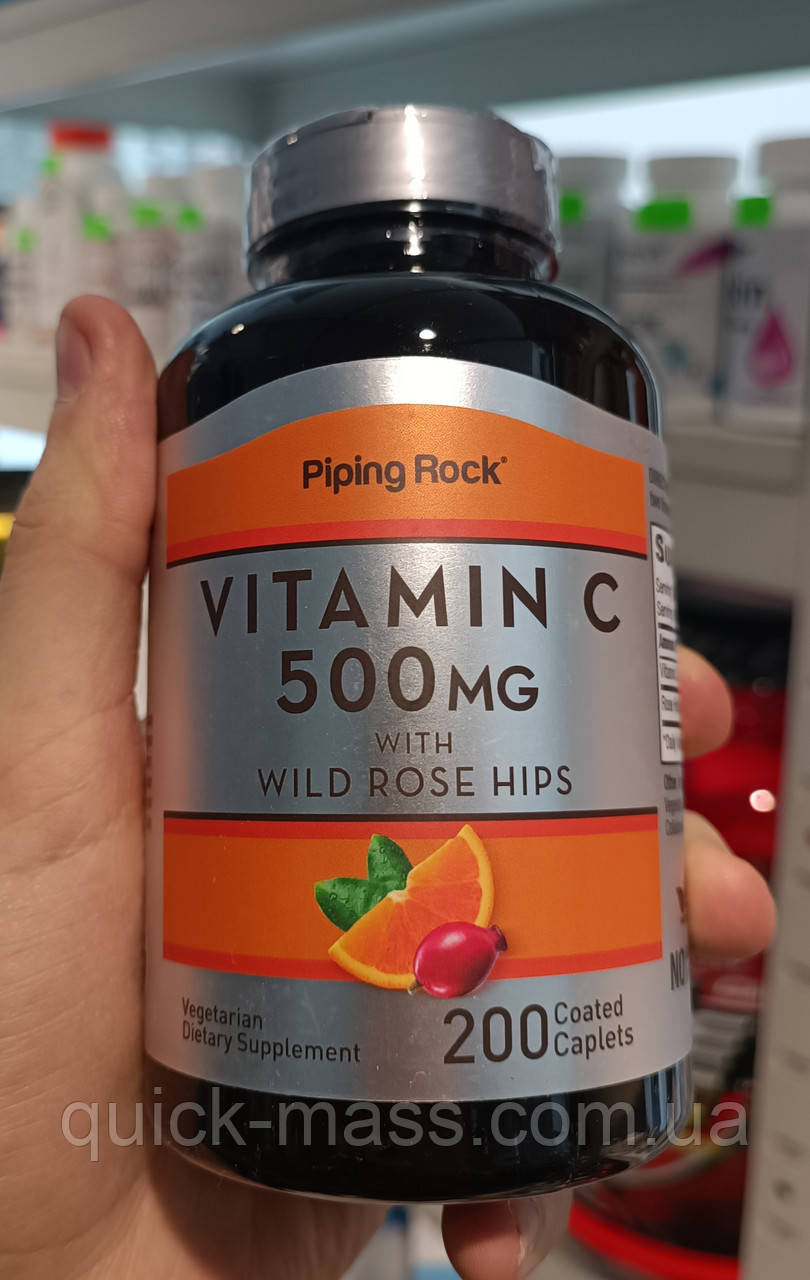 Piping Rock®
VITAMIN C
500MG
WITH
WILD ROSE HIPS
Vegetarian
Dietary Supplement
200 Coated
Caplets
quick-mass.com.ua